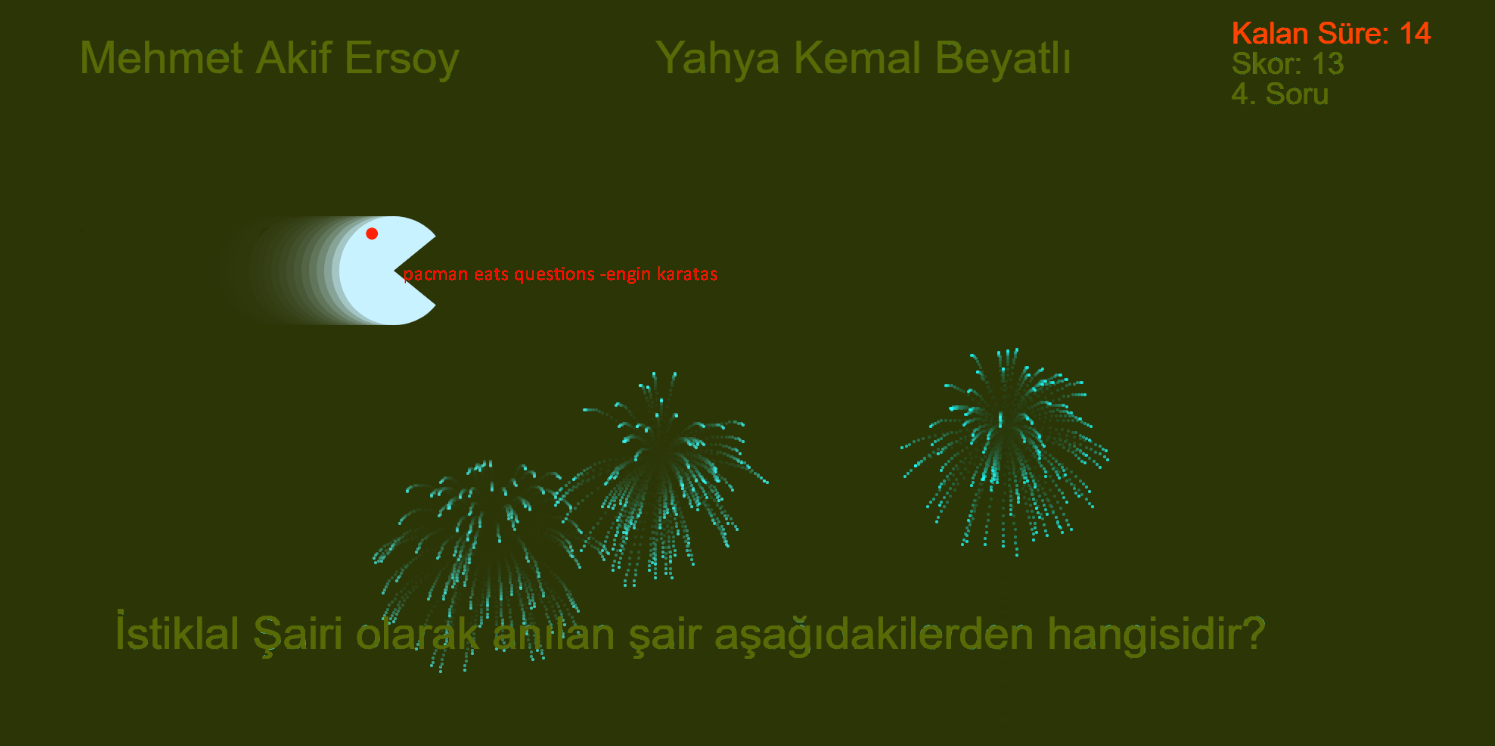 Mehmet Akif Ersoy
Yahya Kemal Beyatlı
Kalan Süre: 14
Skor: 13
4. Soru
pacman eats questions -engin karatas
İstiklal Şairi olarak anılan şair aşağıdakilerden hangisidir?